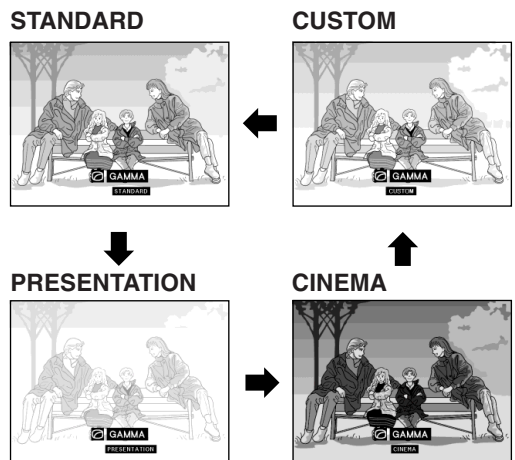 STANDARD
CUSTOM
GAMMA
STANDARD
GAMMA
CUSTOM
PRESENTATION
CINEMA
GAMMA
PRESENTATION
GAMMA
CINEMA